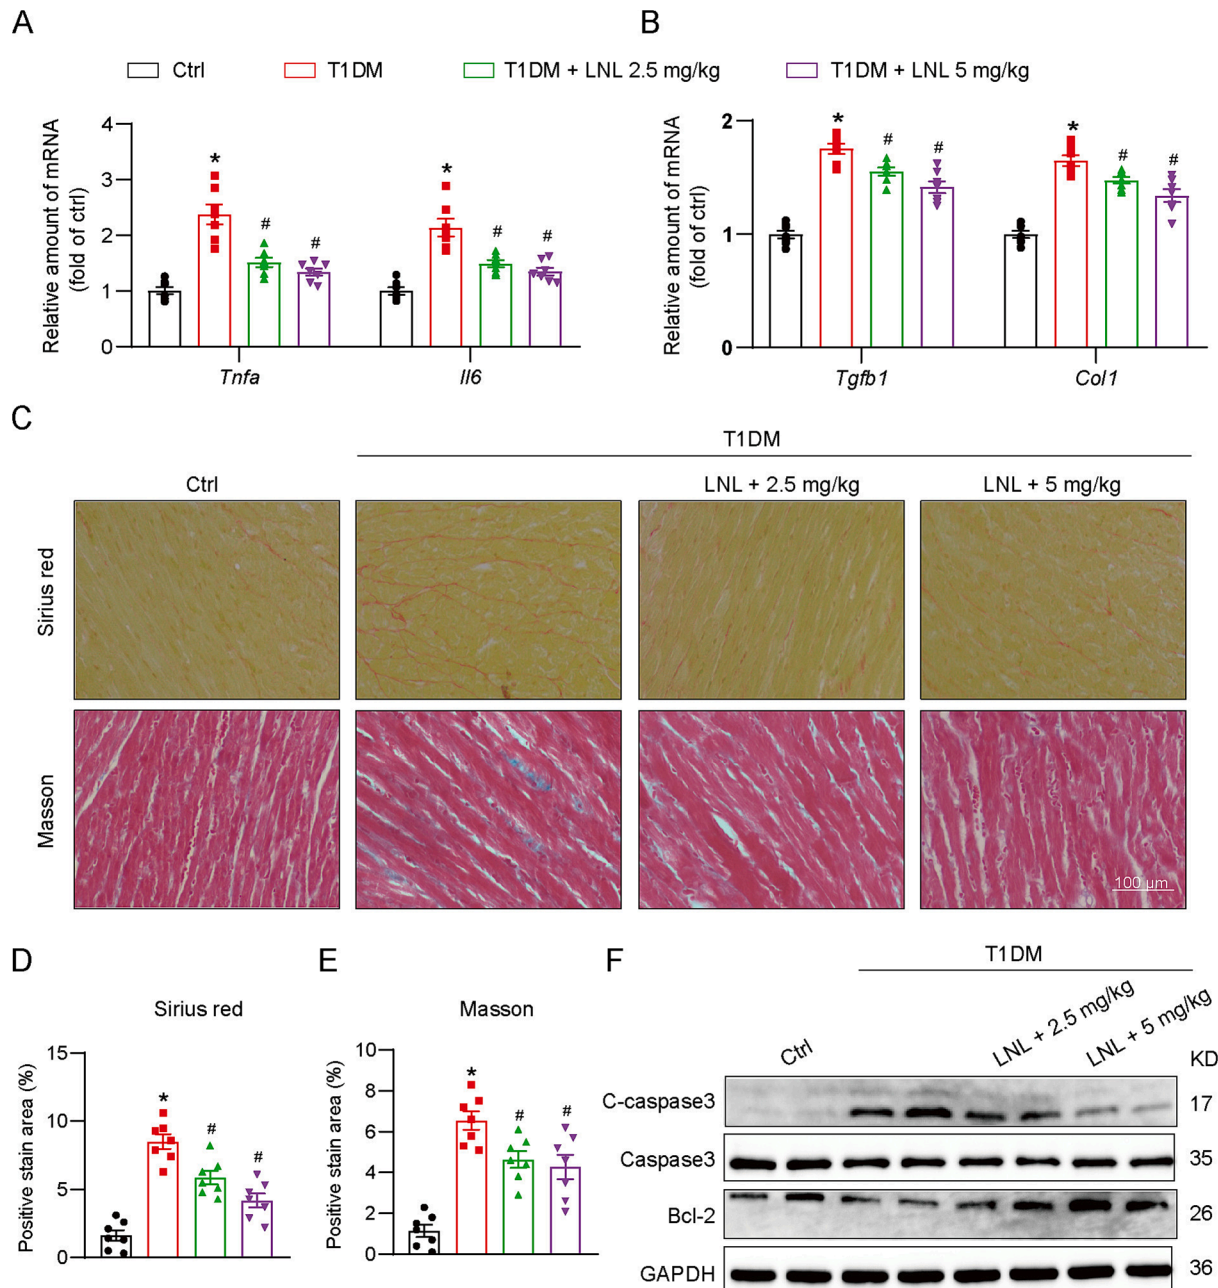 A
B
Ctrl
T1DM
T1DM + LNL 2.5 mg/kg
T1DM + LNL 5 mg/kg
Relative amount of mRNA
(fold of ctrl)
4
3
2
1
0
*
#
#
*
#
#
Tnfa
Il6
Relative amount of mRNA
(fold of ctrl)
2
1
0
*
#
#
*
#
#
Tgfb1
Col1
C
T1DM
Ctrl
LNL + 2.5 mg/kg
LNL + 5 mg/kg
Sirius red
Masson
100 μm
D
Sirius red
Positive stain area (%)
15
10
5
0
*
#
#
E
Masson
Positive stain area (%)
10
8
6
4
2
0
*
#
#
F
T1DM
Ctrl
LNL + 2.5 mg/kg
LNL + 5 mg/kg
KD
C-caspase3
17
Caspase3
35
Bcl-2
26
GAPDH
36